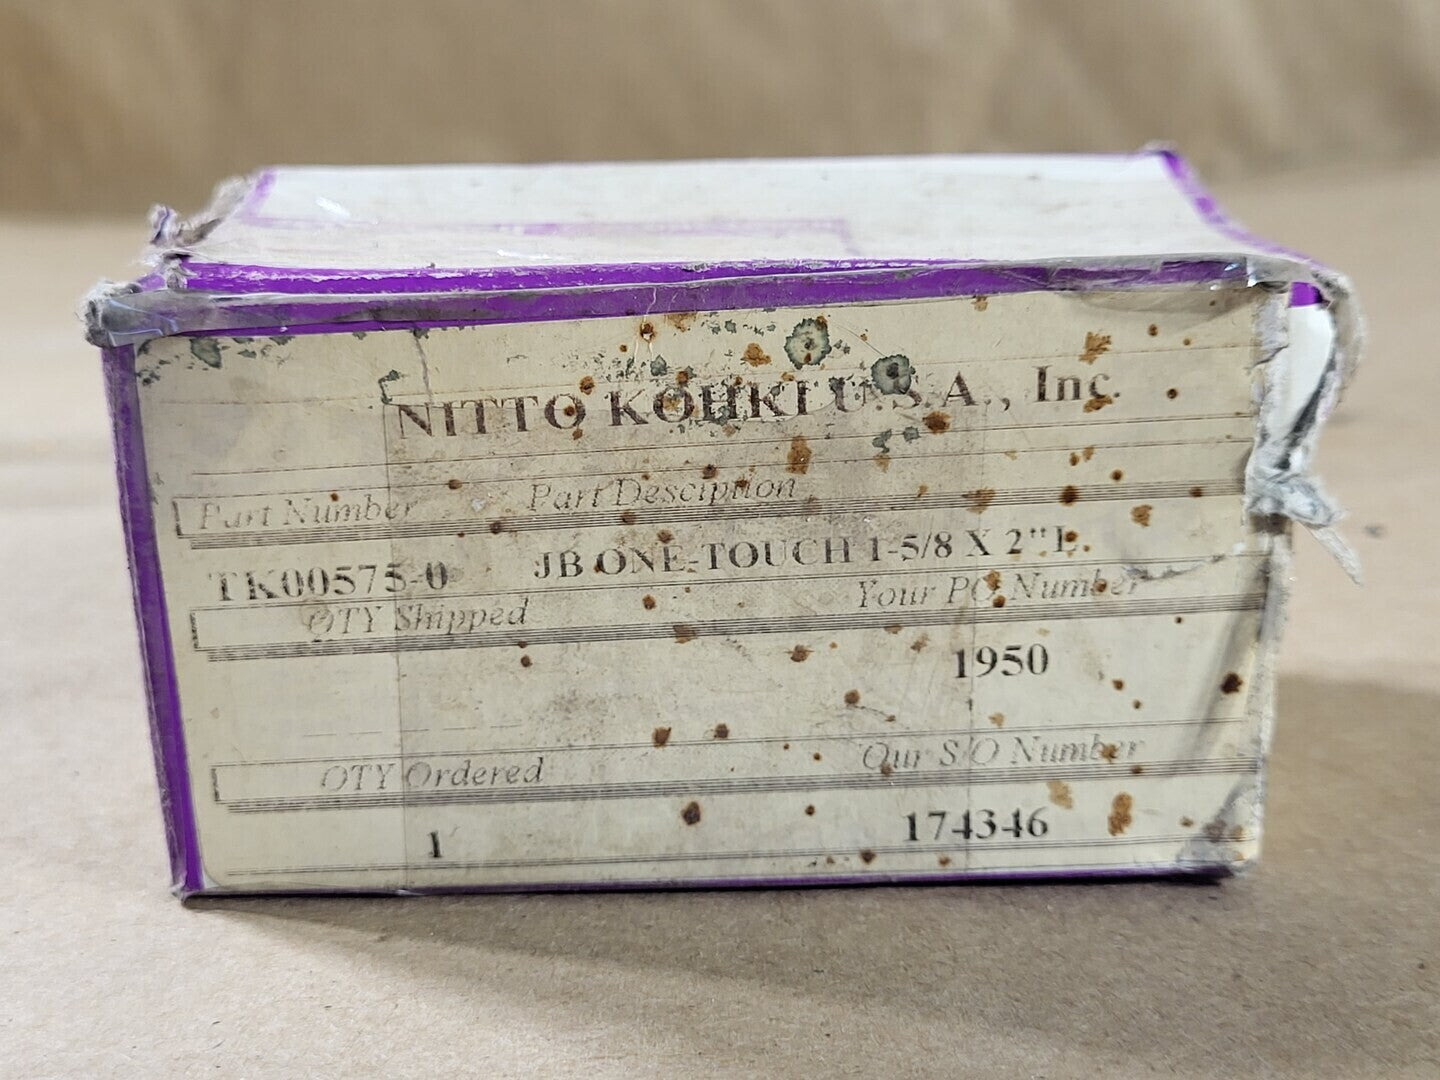 NITTO KOHKI U.S.A., Inc.
Part Number Part Desciption
TK00575-0 JB ONE-TOUCH 1-5/8 X 2"L.
QTY Shipped Your PO Number
1950
QTY Ordered Our S/O Number
1 174346